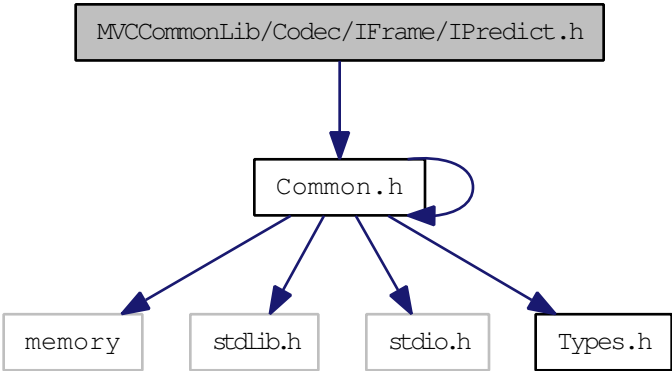 MVCCommonLib/Codec/IFrame/IPredict.h
Common.h
memory
stdlib.h
stdio.h
Types.h